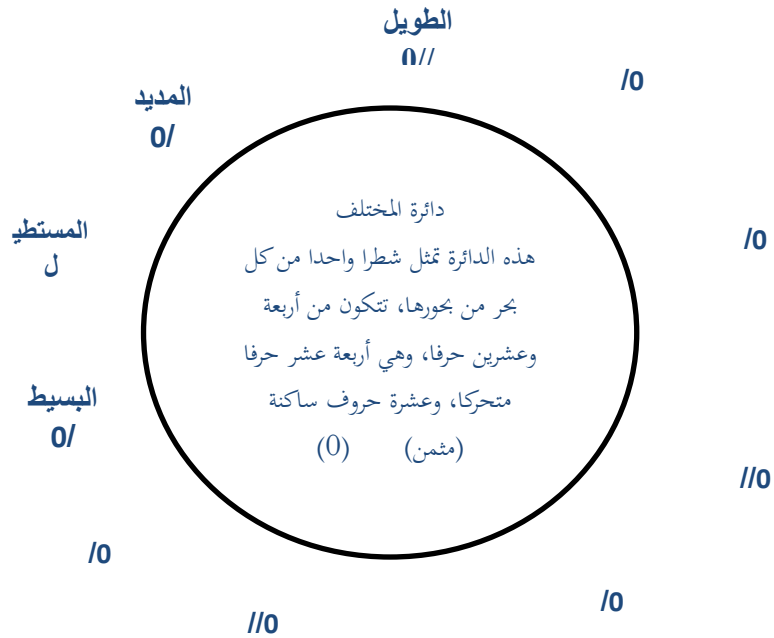 الطويل
0//
/0
المديد
0/
/0
المستطي
ل
دائرة المختلف
هذه الدائرة تمثل شطرا واحدا من كل
بحر من بحورها، تتكون من أربعة
وعشرين حرفا، وهي أربعة عشر حرفا
متحركا، وعشرة حروف ساكنة
(مثمن) (0)
البسيط
0/
//0
/0
//0
/0